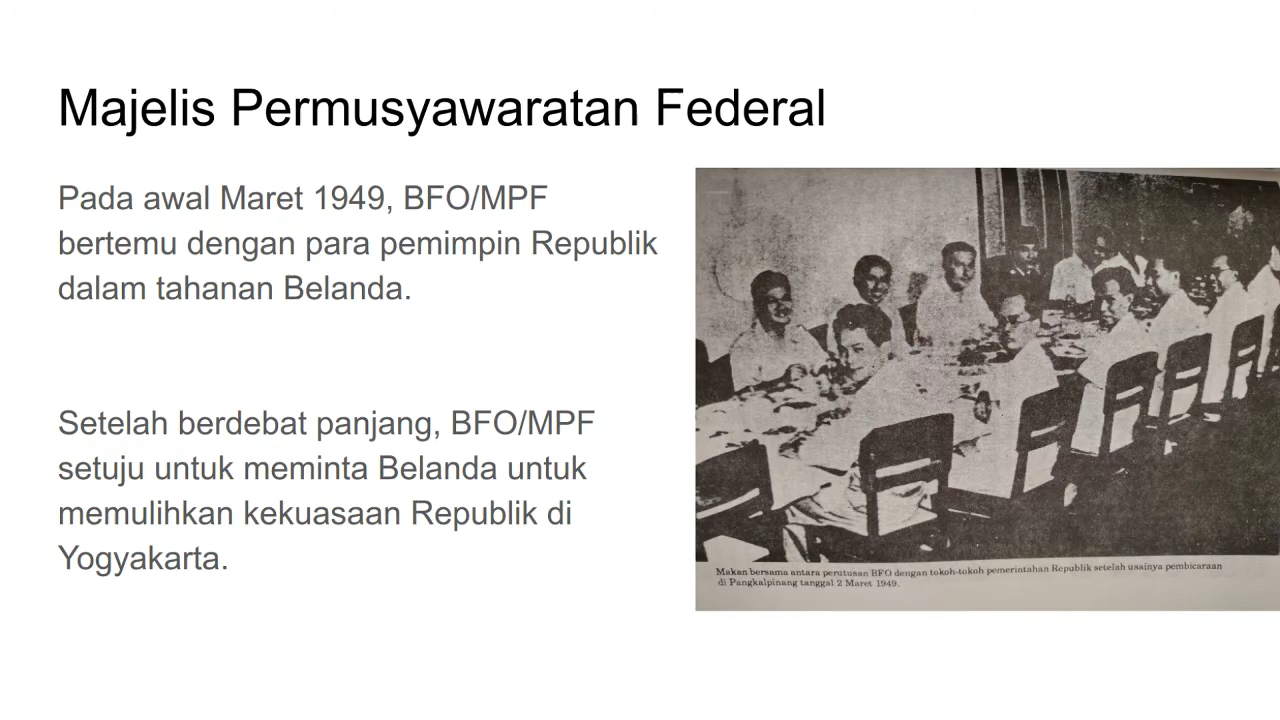 Majelis Permusyawaratan Federal
Pada awal Maret 1949, BFO/MPF
bertemu dengan para pemimpin Republik
dalam tahanan Belanda.
Setelah berdebat panjang, BFO/MPF
setuju untuk meminta Belanda untuk
memulihkan kekuasaan Republik di
Yogyakarta.
Makan bersama antara perutusan BFO dengan tokoh-tokoh pemerintahan Republik setelah usainya pembicaraan
di Pangkalpinang tanggal 2 Maret 1949.